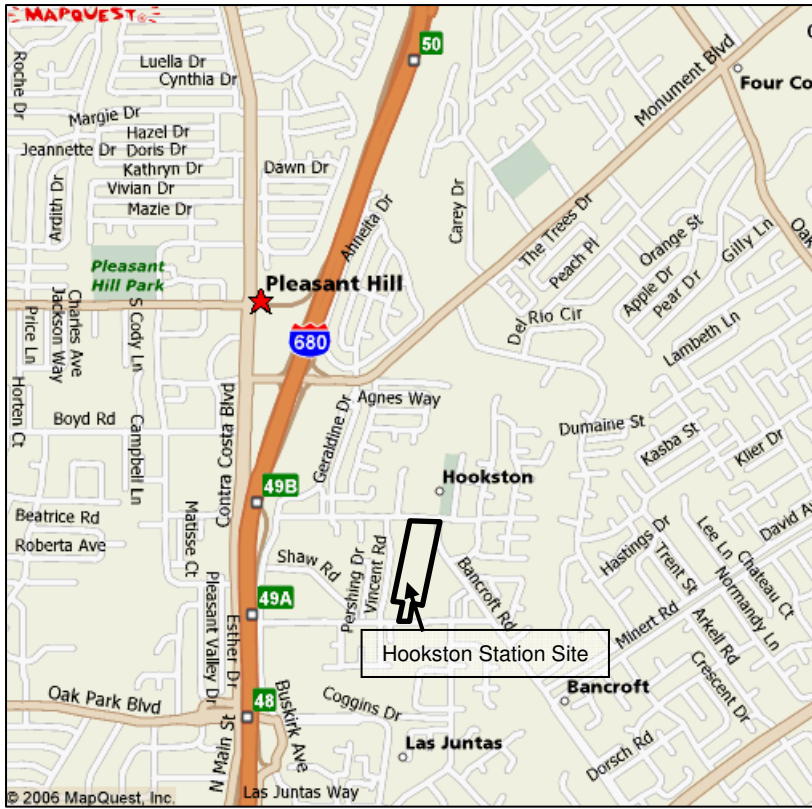 MAPQUEST
50
Luella Dr
Cynthia Dr
Roche Dr
Monument Blvd
Four Co
Margie Dr
Hazel Dr
Jeannette Dr
Doris Dr
Kathryn Dr
Vivian Dr
Mazie Dr
Ardith Dr
Dawn Dr
Carey Dr
Ahnelta Dr
The Trees Dr
Peach Pl
Orange St
Gilly Ln
Oak
Apple Dr
Pear Dr
Pleasant
Hill Park
Pleasant Hill
Del Rio Cir
Lambeth Ln
Price Ln
Charles Ave
Jackson Way
S Cody Ln
680
Horten Ct
Boyd Rd
Campbell Ln
Contra Costa Blvd
Geraldine Dr
Agnes Way
Dumaine St
Kasba St
Klier Dr
49B
Hookston
Beatrice Rd
Roberta Ave
Matisse Ct
Shaw Rd
Pershing Dr
Vincent Rd
Bancroft Rd
Hastings Dr
Trent St
Lee Ln
Normandy Ln
Chateau Ct
David Av
49A
Pleasant Valley Dr
Esther Dr
Minert Rd
Arkell Rd
Crescent Dr
Hookston Station Site
Oak Park Blvd
48
Buskirk Ave
Coggins Dr
Bancroft
N Main St
Las Juntas
Dorsch Rd
Las Juntas Way
© 2006 MapQuest, Inc.